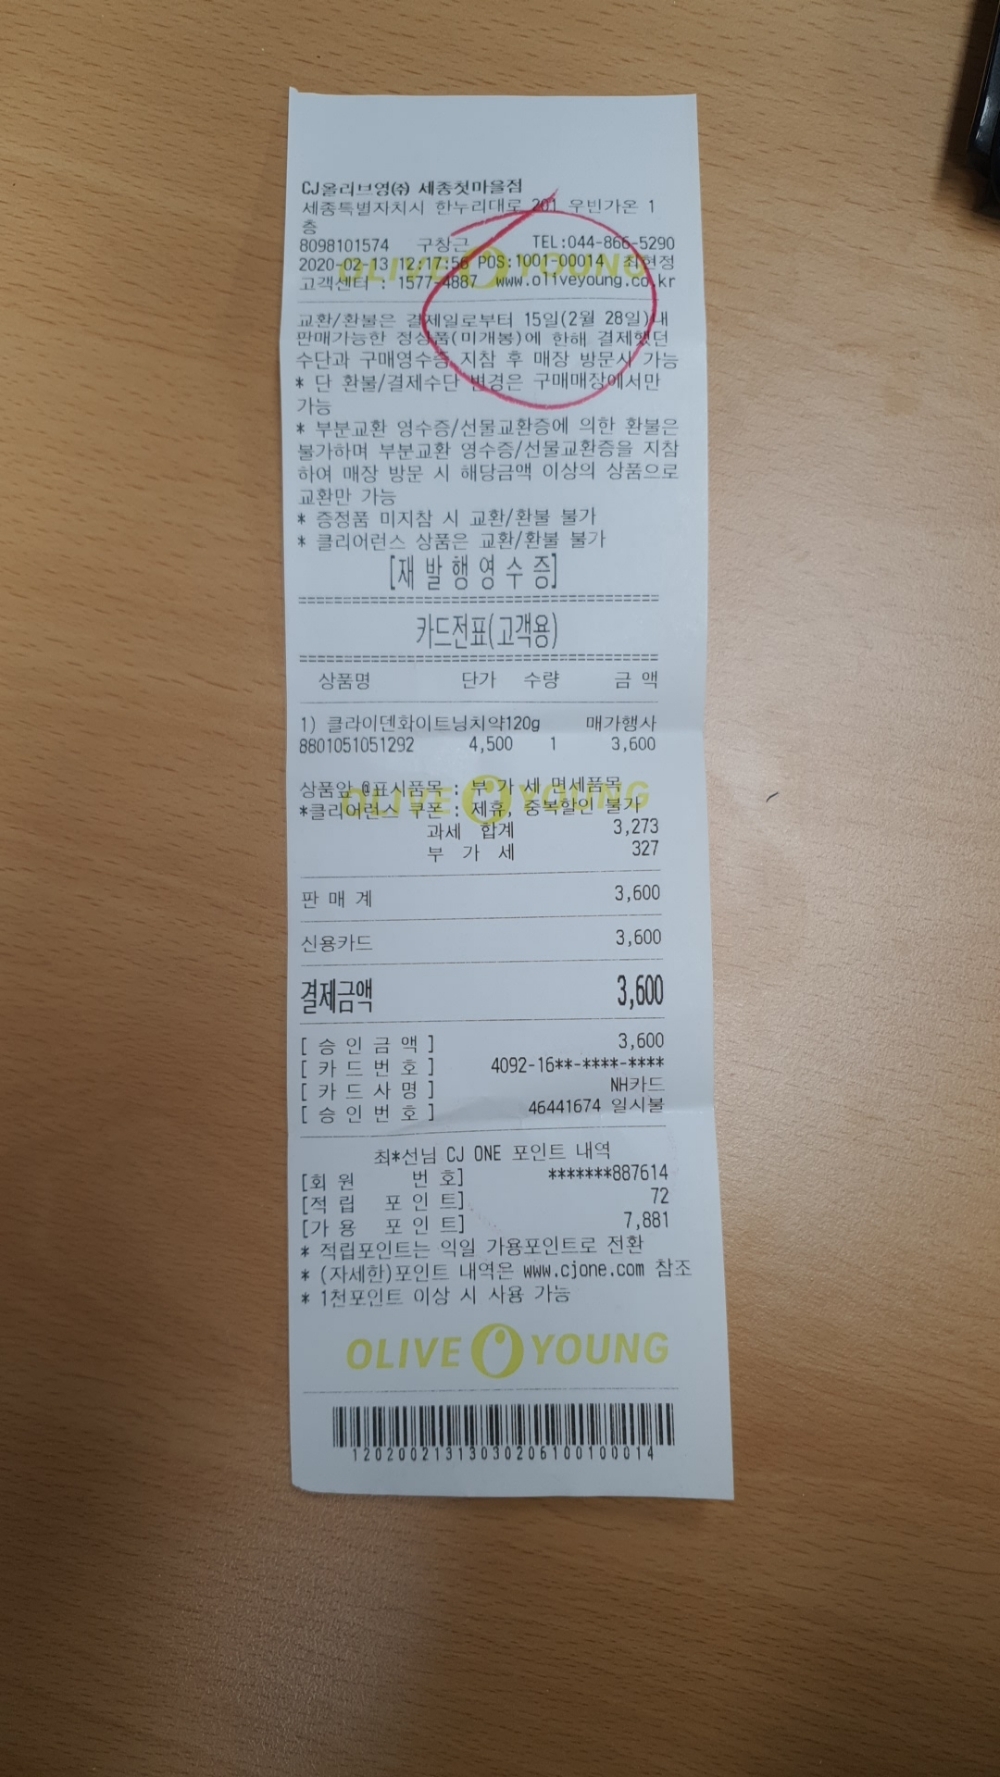 CJ올리브영㈜ 세종첫마을점
세종특별자치시 한누리대로 201 우빈가온 1
층
8098101574 구창근 TEL:044-866-5290
2020-02-13 12:17:56 POS:1001-00014 최현정
고객센터 : 1577-4887 www.oliveyoung.co.kr
교환/환불은 결제일로부터 15일(2월 28일)내
판매가능한 정상품(미개봉)에 한해 결제했던
수단과 구매영수증 지참 후 매장 방문시 가능
* 단 환불/결제수단 변경은 구매매장에서만
가능
* 부분교환 영수증/선물교환증에 의한 환불은
불가하며 부분교환 영수증/선물교환증을 지참
하여 매장 방문 시 해당금액 이상의 상품으로
교환만 가능
* 증정품 미지참 시 교환/환불 불가
* 클리어런스 상품은 교환/환불 불가
[재 발 행 영 수 증]
카드전표(고객용)
상품명 단가 수량 금 액
1) 클라이덴화이트닝치약120g 매가행사
8801051051292 4,500 1 3,600
상품앞 @표시품목 : 부 가 세 면세품목
*클리어런스 쿠폰 : 제휴, 중복할인 불가
과세 합계 3,273
부 가 세 327
판 매 계 3,600
신용카드 3,600
결제금액 3,600
[ 승 인 금 액 ] 3,600
[ 카 드 번 호 ] 4092-16**-****-****
[ 카 드 사 명 ] NH카드
[ 승 인 번 호 ] 46441674 일시불
최*선님 CJ ONE 포인트 내역
[회 원 번 호] *******887614
[적 립 포 인 트] 72
[가 용 포 인 트] 7,881
* 적립포인트는 익일 가용포인트로 전환
* (자세한)포인트 내역은 www.cjone.com 참조
* 1천포인트 이상 시 사용 가능
OLIVE YOUNG
1202002131303020610010001​4